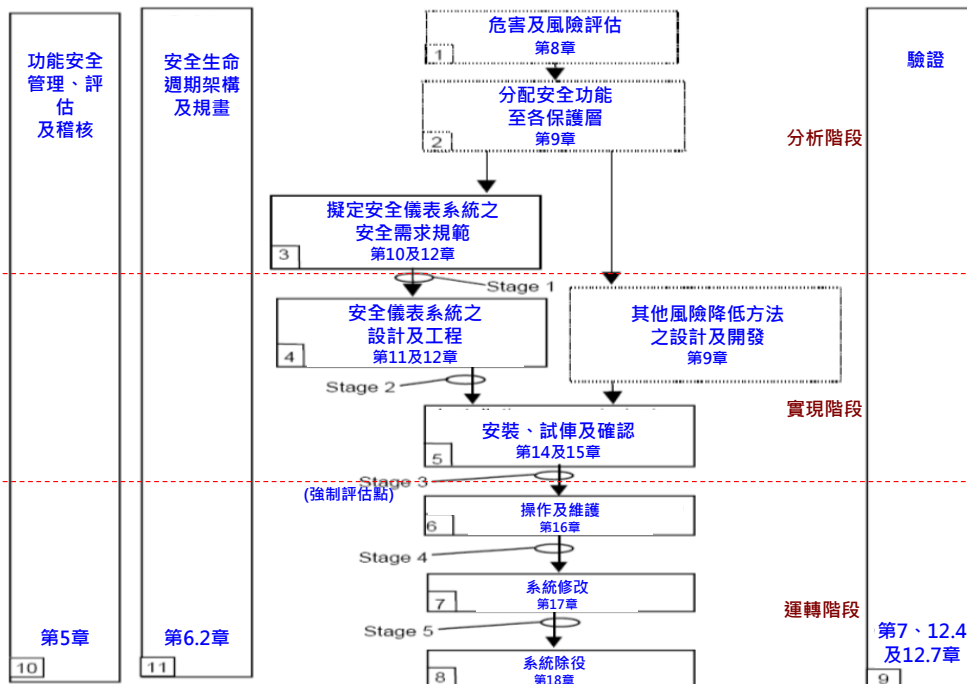 功能安全
管理、評
估
及稽核
第5章
10
安全生命
週期架構
及規畫
第6.2章
11
危害及風險評估
第8章
1
分配安全功能
至各保護層
第9章
2
分析階段
擬定安全儀表系統之
安全需求規範
第10及12章
3
Stage 1
安全儀表系統之
設計及工程
第11及12章
4
其他風險降低方法
之設計及開發
第9章
Stage 2
實現階段
安裝、試俥及確認
第14及15章
5
Stage 3
(強制評估點)
操作及維護
第16章
6
Stage 4
系統修改
第17章
7
運轉階段
Stage 5
系統除役
第18章
8
驗證
第7、12.4
及12.7章
9